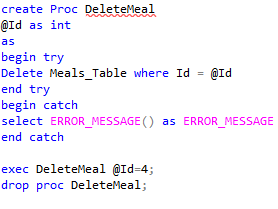 create Proc DeleteMeal
@Id as int
as
begin try
Delete Meals_Table where Id = @Id
end try
begin catch
select ERROR_MESSAGE() as ERROR_MESSAGE
end catch
exec DeleteMeal @Id=4;
drop proc DeleteMeal;